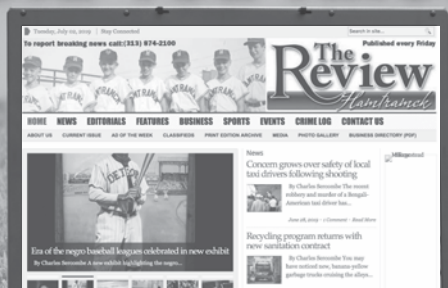 Tuesday, July 02, 2019 | Stay Connected
Search in site...
To report breaking news call:(313) 874-2100
Published every Friday
The
Review
Hamtramck
HOME NEWS EDITORIALS FEATURES BUSINESS SPORTS EVENTS CRIME LOG CONTACT US
ABOUT US CURRENT ISSUE AD OF THE WEEK CLASSIFIEDS PRINT EDITION ARCHIVE MEDIA PHOTO GALLERY BUSINESS DIRECTORY (PDF)
DETROIT
Era of the negro baseball leagues celebrated in new exhibit
By Charles Sercombe A new exhibit highlighting the negro...
News
Concern grows over safety of local
taxi drivers following shooting
By Charles Sercombe The recent
robbery and murder of a Bengali-
American taxi driver has...
June 28, 2019 - 1 Comment - Read More
Recycling program returns with
new sanitation contract
By Charles Sercombe You may
have noticed new, banana-yellow
garbage trucks cruising the alleys...